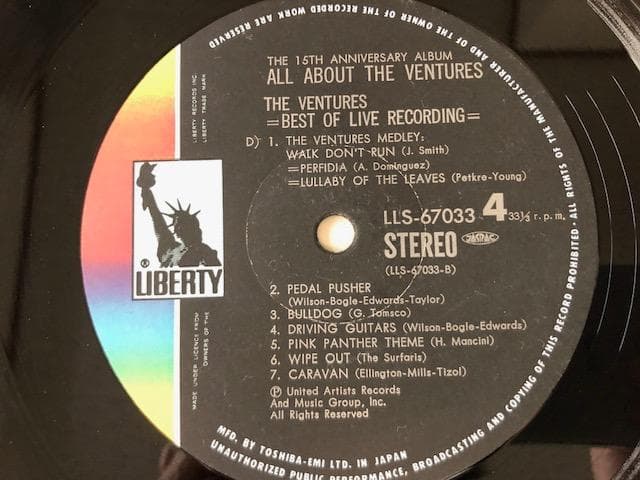 THE 15TH ANNIVERSARY ALBUM
ALL ABOUT THE VENTURES
THE VENTURES
=BEST OF LIVE RECORDING=
D) 1. THE VENTURES MEDLEY:
WALK DON'T RUN (J. Smith)
=PERFIDIA (A. Dominguez)
=LULLABY OF THE LEAVES (Petkre-Young)
LLS-67033 4 33⅓ r.p.m.
STEREO JASRAC
(LLS-67033-B)
2. PEDAL PUSHER
(Wilson-Bogle-Edwards-Taylor)
3. BULLDOG (G. Tomsco)
4. DRIVING GUITARS (Wilson-Bogle-Edwards)
5. PINK PANTHER THEME (H. Mancini)
6. WIPE OUT (The Surfaris)
7. CARAVAN (Ellington-Mills-Tizol)
Ⓟ United Artists Records
And Music Group, Inc.
All Rights Reserved
LIBERTY RECORDS INC.
LIBERTY TRADE MARK
® LIBERTY
MADE UNDER LICENCE FROM
OWNERS OF THE
MFD. BY TOSHIBA-EMI LTD. IN JAPAN
ALL RIGHTS OF THE MANUFACTURER AND OF THE OWNER OF THE RECORDED WORK ARE RESERVED
UNAUTHORIZED PUBLIC PERFORMANCE, BROADCASTING AND COPYING OF THIS RECORD PROHIBITED·